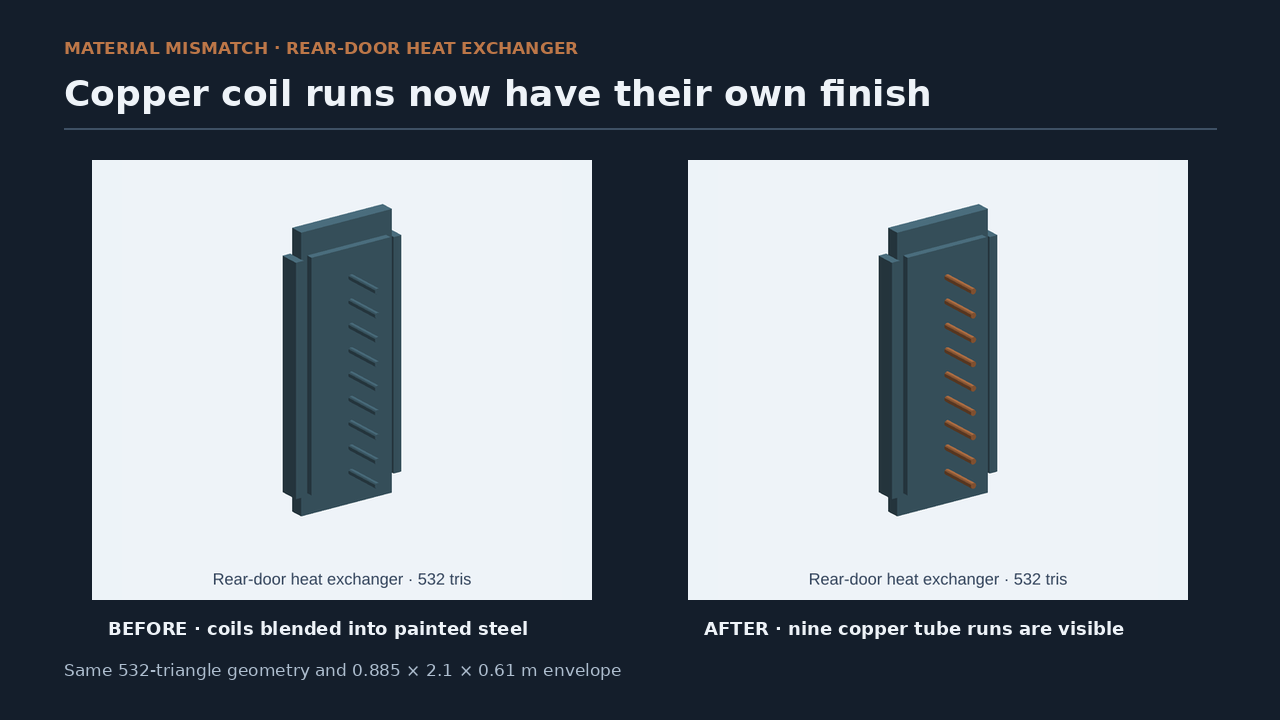 MATERIAL MISMATCH · REAR-DOOR HEAT EXCHANGER
Copper coil runs now have their own finish
Rear-door heat exchanger · 532 tris
Rear-door heat exchanger · 532 tris
BEFORE · coils blended into painted steel
AFTER · nine copper tube runs are visible
Same 532-triangle geometry and 0.885 × 2.1 × 0.61 m envelope